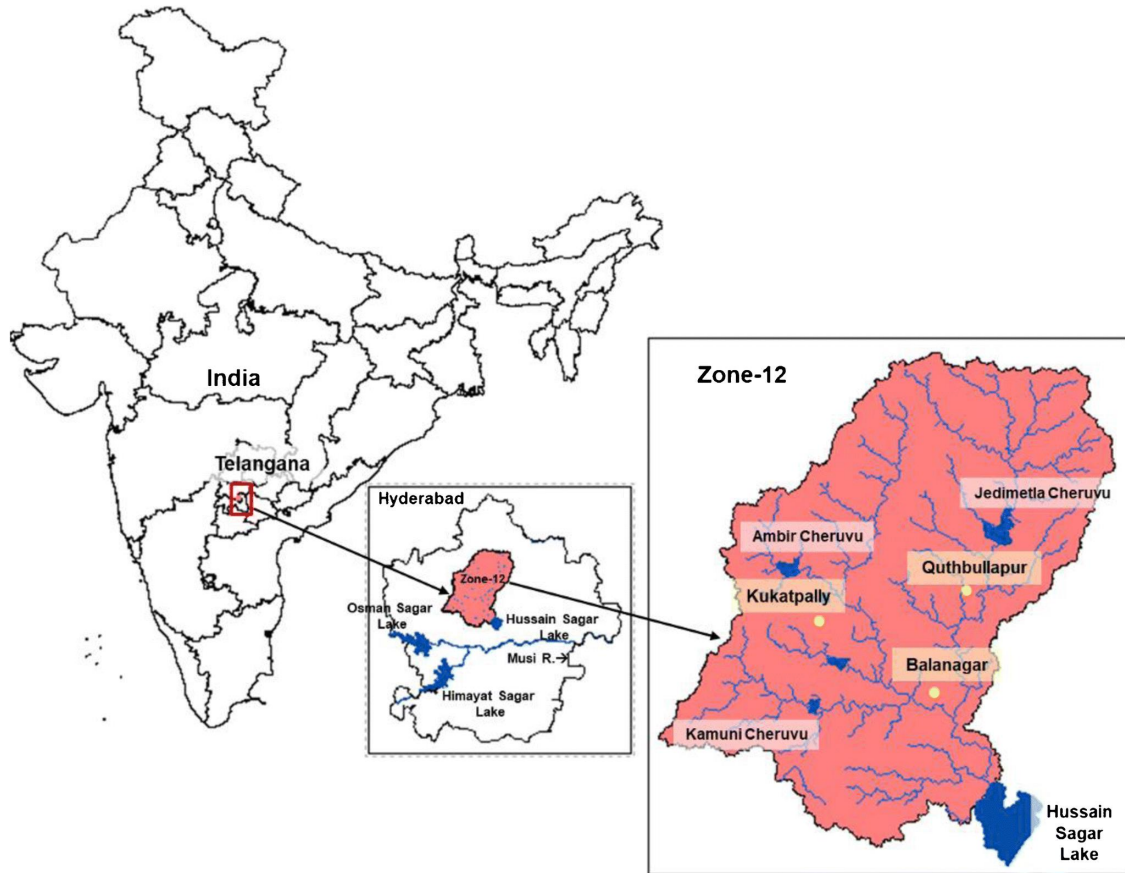 India
Telangana
Hyderabad
Zone-12
Osman Sagar
Lake
Hussain Sagar
Lake
Musi R.→
Himayat Sagar
Lake
Zone-12
Jedimetla Cheruvu
Ambir Cheruvu
Quthbullapur
Kukatpally
Balanagar
Kamuni Cheruvu
Hussain
Sagar
Lake